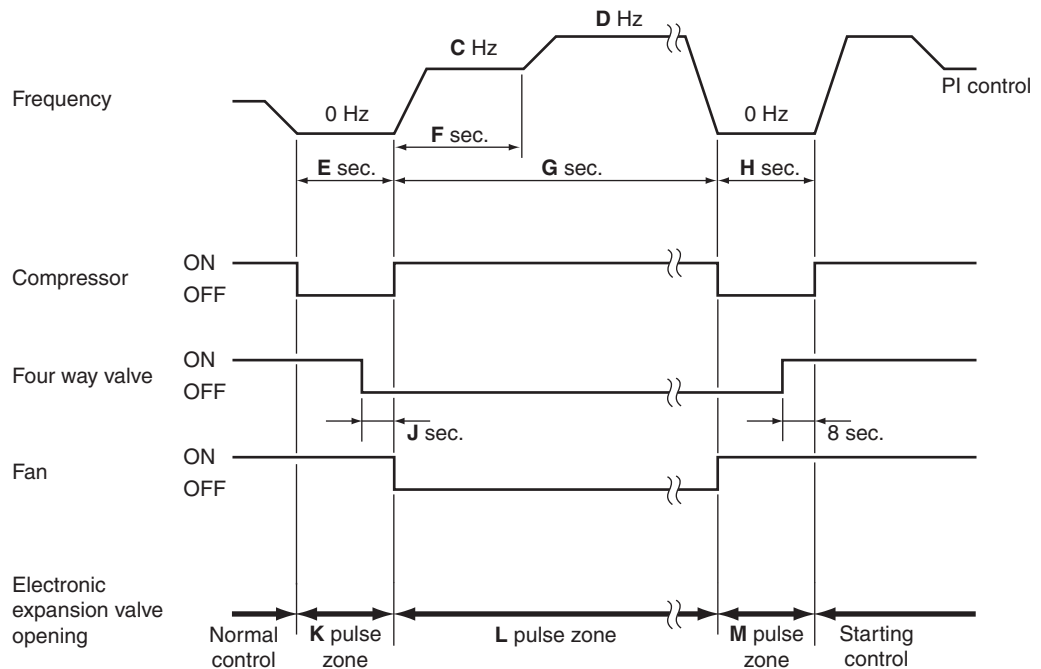 D Hz
C Hz
Frequency
0 Hz
0 Hz
PI control
F sec.
E sec.
G sec.
H sec.
Compressor
ON
OFF
Four way valve
ON
OFF
J sec.
8 sec.
Fan
ON
OFF
Electronic
expansion valve
opening
Normal
control
K pulse
zone
L pulse zone
M pulse
zone
Starting
control